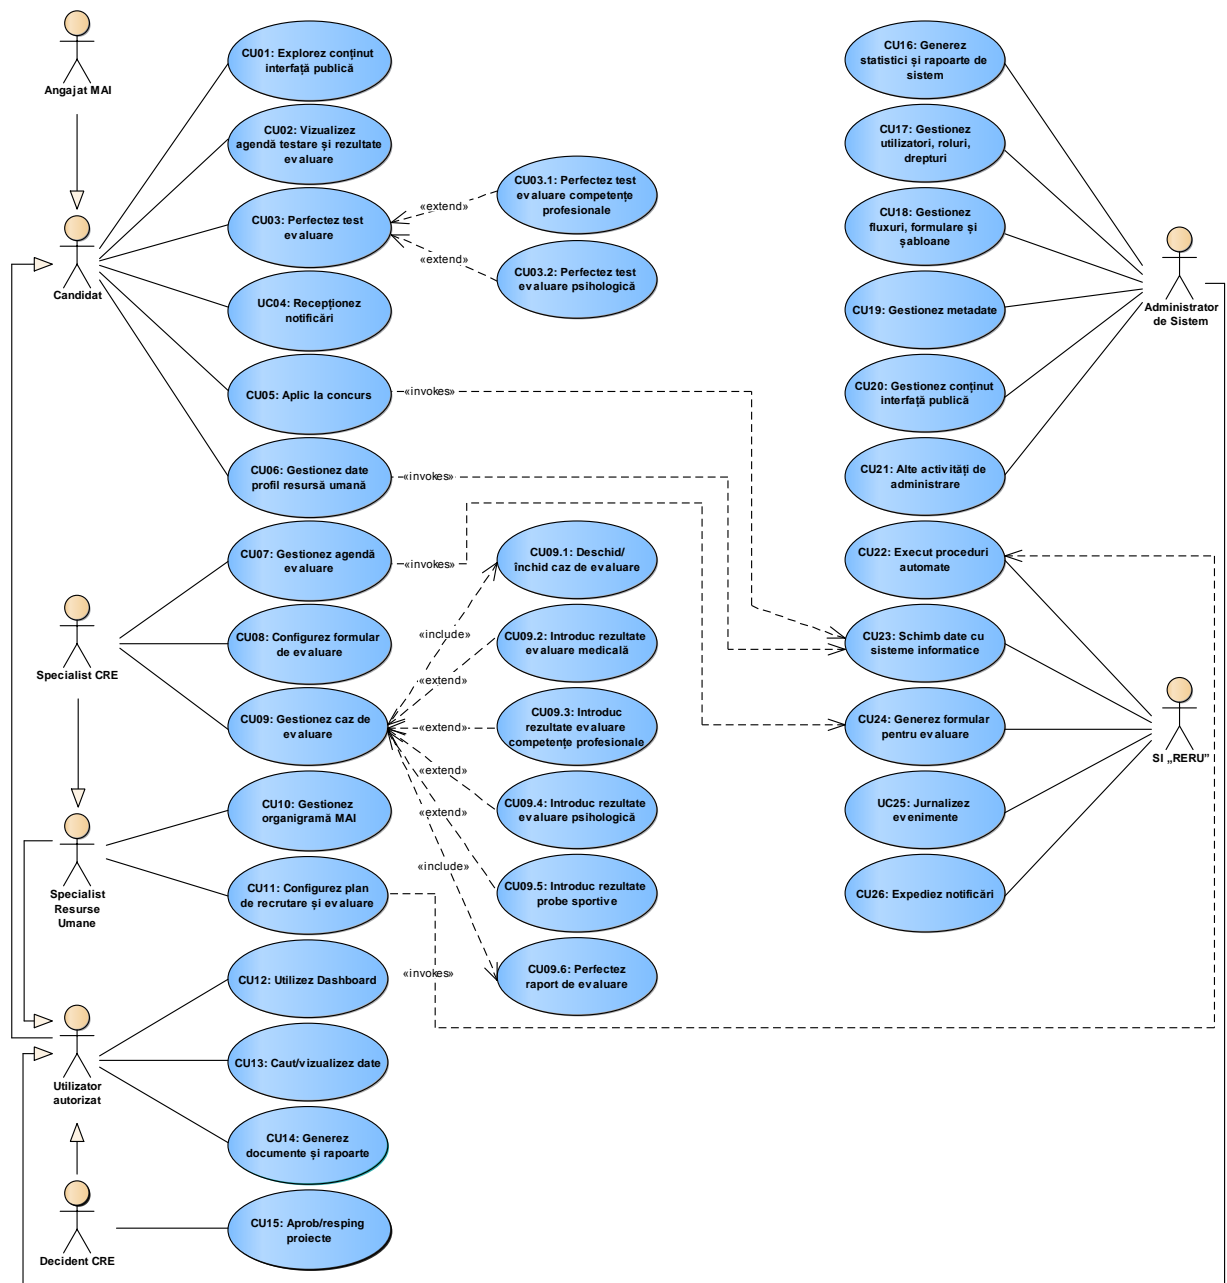 Angajat MAI
Candidat
CU01: Explorez conținut
interfață publică
CU02: Vizualizez
agendă testare și rezultate
evaluare
CU03: Perfectez test
evaluare
«extend»
«extend»
CU03.1: Perfectez test
evaluare competențe
profesionale
CU03.2: Perfectez test
evaluare psihologică
UC04: Recepționez
notificări
CU05: Aplic la concurs
«invokes»
CU06: Gestionez date
profil resursă umană
«invokes»
Specialist CRE
CU07: Gestionez agendă
evaluare
«invokes»
CU08: Configurez formular
de evaluare
CU09: Gestionez caz de
evaluare
«include»
«extend»
«extend»
«extend»
«extend»
«include»
CU09.1: Deschid/
închid caz de evaluare
CU09.2: Introduc rezultate
evaluare medicală
CU09.3: Introduc
rezultate evaluare
competențe profesionale
CU09.4: Introduc rezultate
evaluare psihologică
CU09.5: Introduc rezultate
probe sportive
CU09.6: Perfectez
raport de evaluare
Specialist
Resurse
Umane
CU10: Gestionez
organigramă MAI
CU11: Configurez plan
de recrutare și evaluare
«invokes»
Utilizator
autorizat
CU12: Utilizez Dashboard
CU13: Caut/vizualizez date
CU14: Generez
documente și rapoarte
Decident CRE
CU15: Aprob/resping
proiecte
CU16: Generez
statistici și rapoarte de
sistem
CU17: Gestionez
utilizatori, roluri,
drepturi
CU18: Gestionez
fluxuri, formulare și
șabloane
CU19: Gestionez metadate
CU20: Gestionez conținut
interfață publică
CU21: Alte activități de
administrare
Administrator
de Sistem
CU22: Execut proceduri
automate
CU23: Schimb date cu
sisteme informatice
CU24: Generez formular
pentru evaluare
UC25: Jurnalizez
evenimente
CU26: Expediez notificări
SI „RERU”